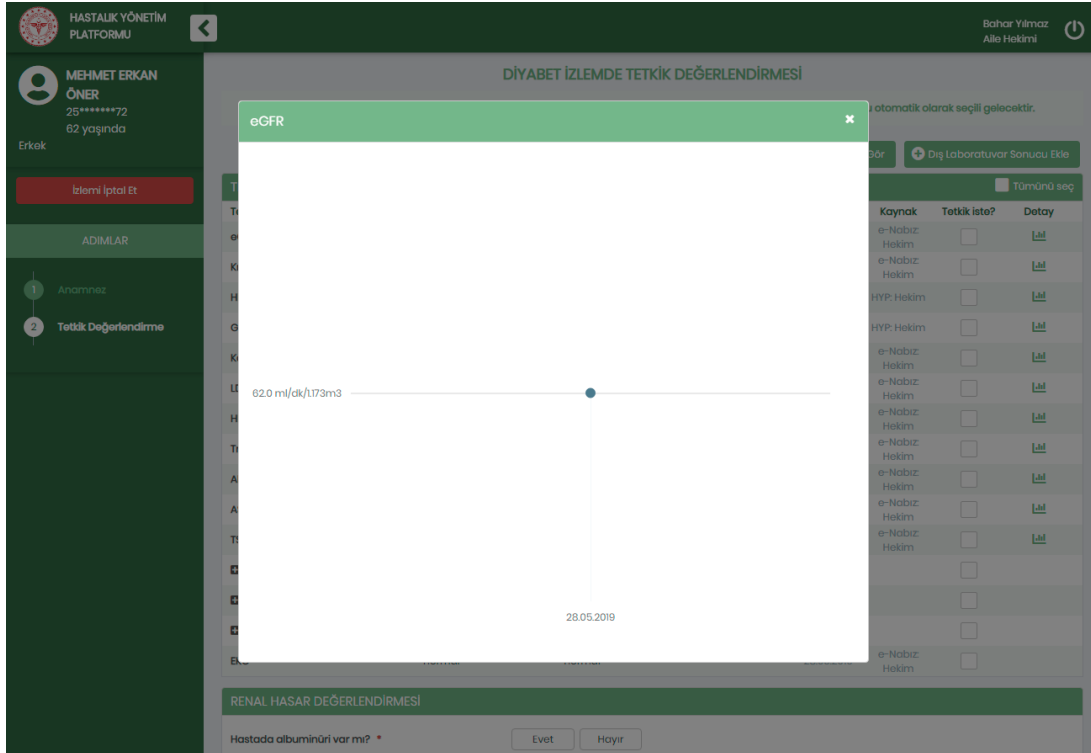 HASTALIK YÖNETİM
PLATFORMU
Bahar Yılmaz
Aile Hekimi
MEHMET ERKAN
ÖNER
25*******72
62 yaşında
Erkek
İzlemi İptal Et
ADIMLAR
1 Anamnez
2 Tetkik Değerlendirme
DİYABET İZLEMDE TETKİK DEĞERLENDİRMESİ
otomatik olarak seçili gelecektir.
Gör
Dış Laboratuvar Sonucu Ekle
Tümünü seç
Kaynak Tetkik iste? Detay
e-Nabız:
Hekim
e-Nabız:
Hekim
HYP: Hekim
HYP: Hekim
e-Nabız:
Hekim
e-Nabız:
Hekim
e-Nabız:
Hekim
e-Nabız:
Hekim
e-Nabız:
Hekim
e-Nabız:
Hekim
e-Nabız:
Hekim
e-Nabız:
Hekim
eGFR
62.0 ml/dk/1.173m3
28.05.2019
RENAL HASAR DEĞERLENDİRMESİ
Hastada albuminüri var mı? * Evet Hayır